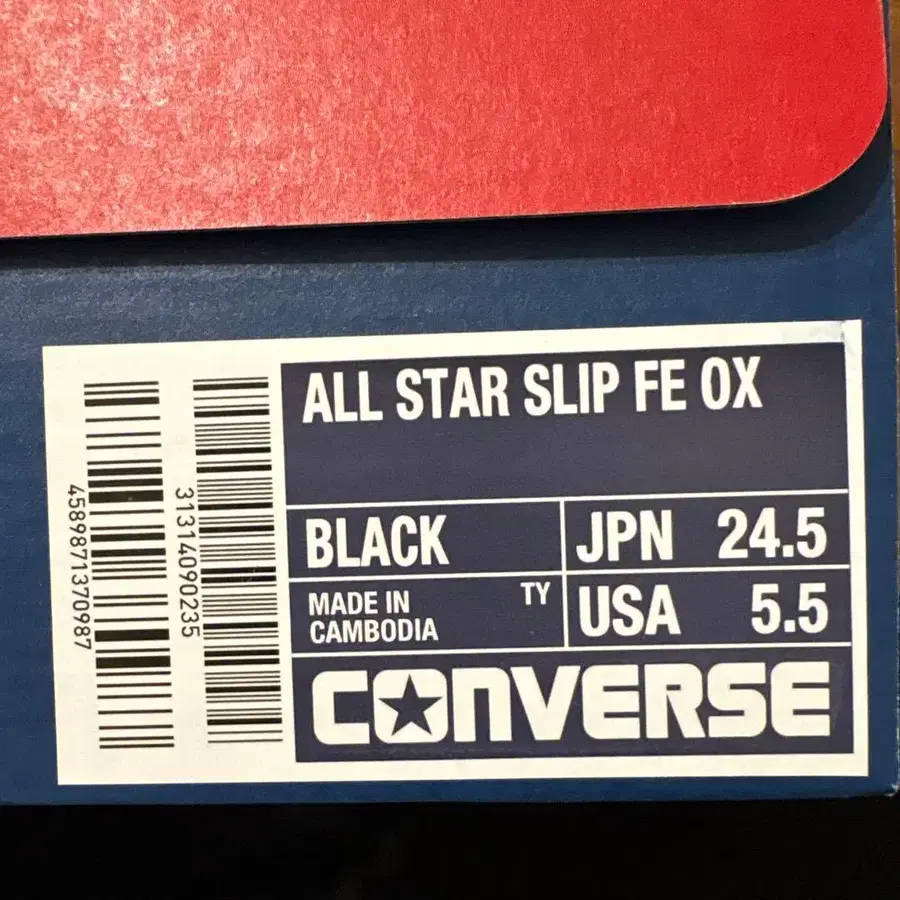 ALL STAR SLIP FE OX
BLACK
JPN 24.5
MADE IN
CAMBODIA
TY
USA 5.5
CONVERSE
4589871370987
31314090235